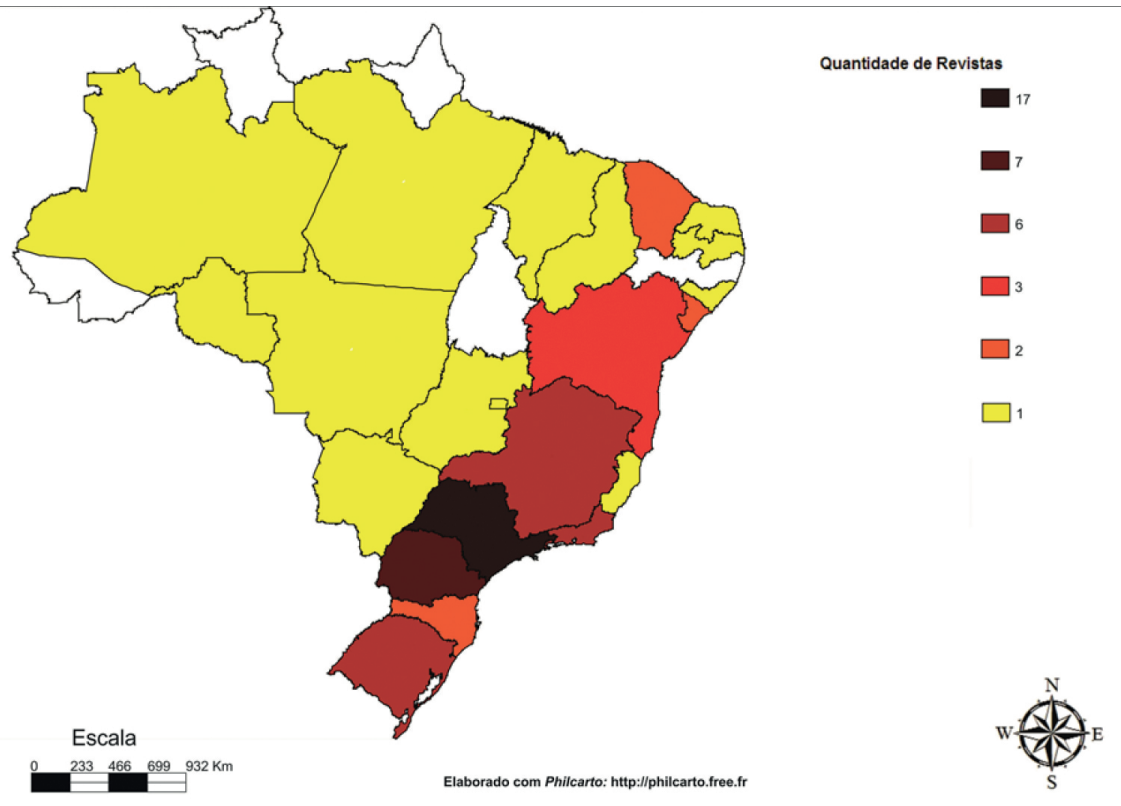 Quantidade de Revistas
17
7
6
3
2
1
Escala
0 233 466 699 932 Km
Elaborado com Philcarto: http://philcarto.free.fr
N
W E
S